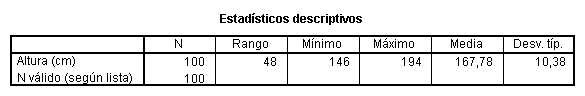 Estadísticos descriptivos
N Rango Mínimo Máximo Media Desv. típ.
Altura (cm) 100 48 146 194 167,78 10,38
N válido (según lista) 100